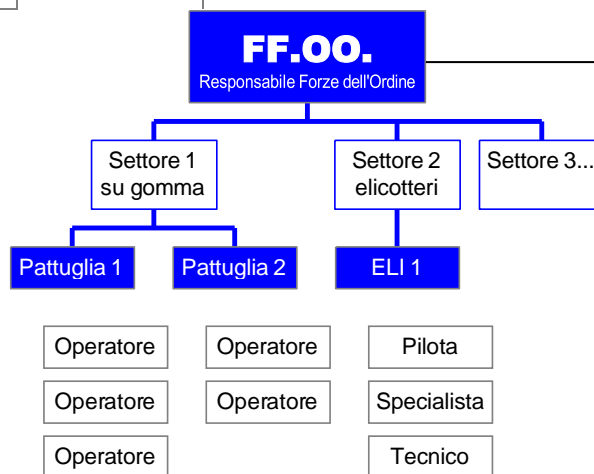 FF.OO.
Responsabile Forze dell'Ordine
Settore 1
su gomma
Settore 2
elicotteri
Settore 3...
Pattuglia 1
Pattuglia 2
ELI 1
Operatore
Operatore
Pilota
Operatore
Operatore
Specialista
Operatore
Tecnico